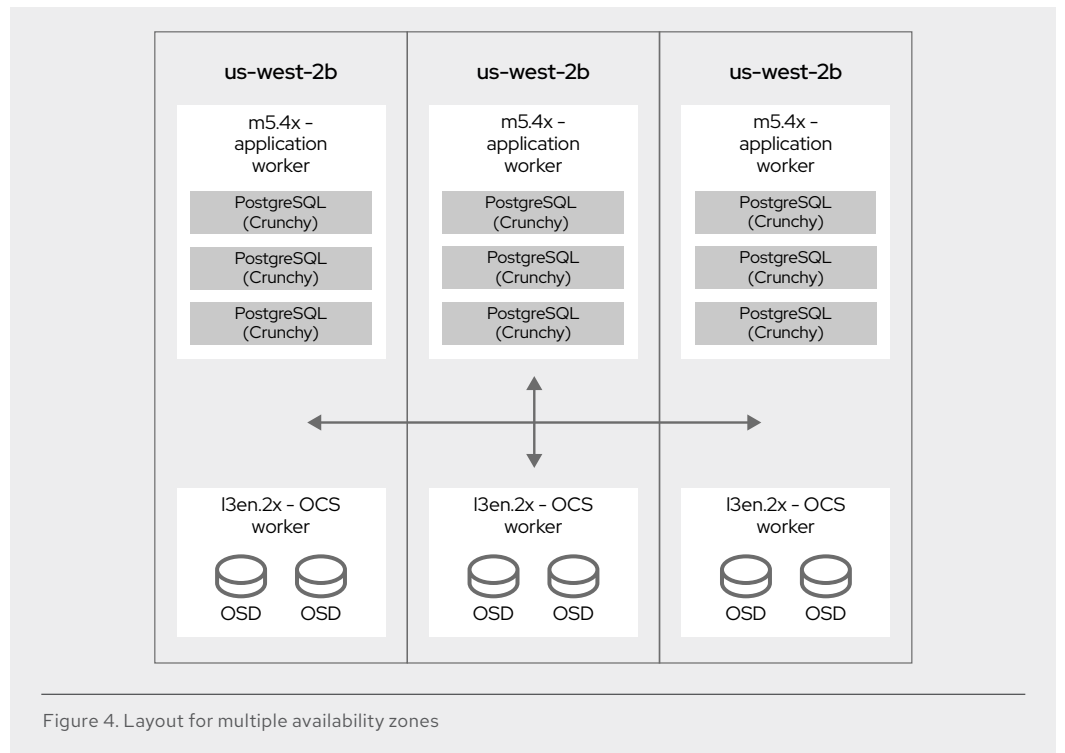 us-west-2b
m5.4x -
application
worker
PostgreSQL
(Crunchy)
PostgreSQL
(Crunchy)
PostgreSQL
(Crunchy)
l3en.2x - OCS
worker
OSD
OSD
us-west-2b
m5.4x -
application
worker
PostgreSQL
(Crunchy)
PostgreSQL
(Crunchy)
PostgreSQL
(Crunchy)
l3en.2x - OCS
worker
OSD
OSD
us-west-2b
m5.4x -
application
worker
PostgreSQL
(Crunchy)
PostgreSQL
(Crunchy)
PostgreSQL
(Crunchy)
l3en.2x - OCS
worker
OSD
OSD
Figure 4. Layout for multiple availability zones